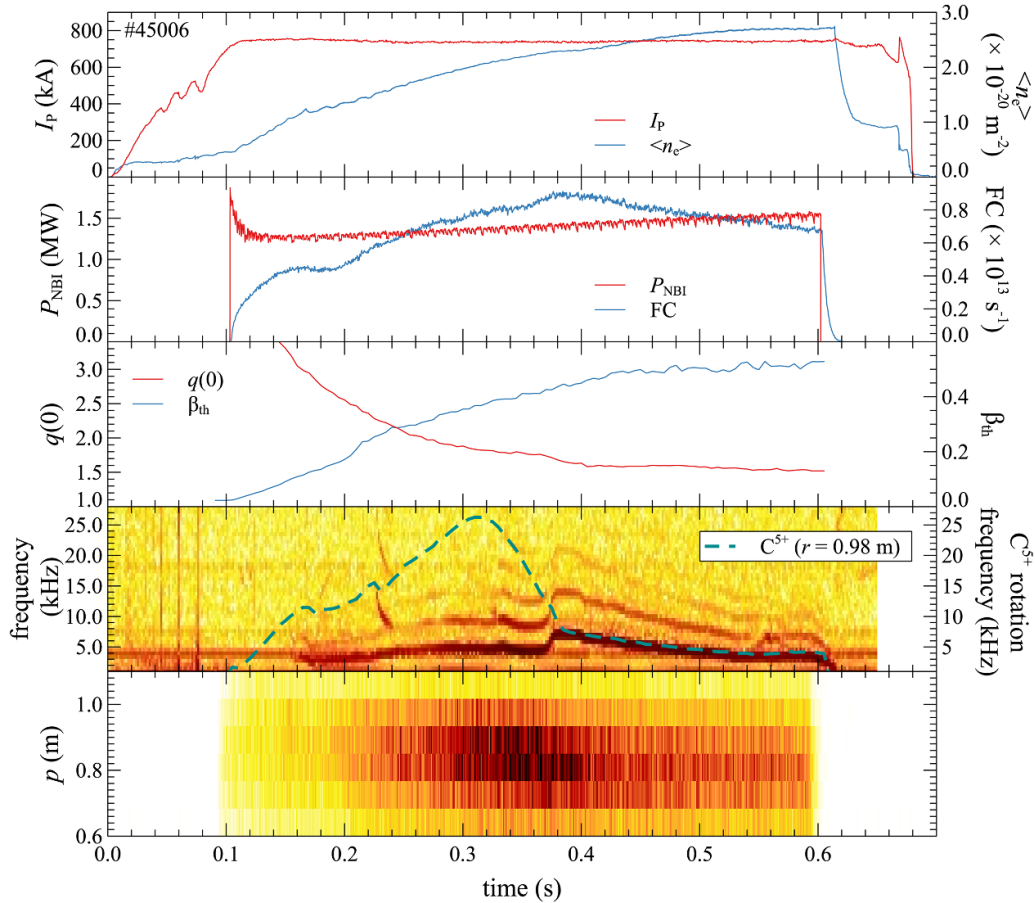 #45006
800
600
400
200
0
I_P (kA)
3.0
2.0
1.0
0.0
<n_e>
(× 10^-20 m^-2)
I_P
<n_e>
1.5
1.0
0.5
0.0
P_NBI (MW)
0.8
0.6
0.4
0.2
0.0
FC (× 10^13 s^-1)
P_NBI
FC
3.0
2.5
2.0
1.5
1.0
q(0)
0.4
0.2
0.0
β_th
q(0)
β_th
25.0
20.0
15.0
10.0
5.0
frequency
(kHz)
25
20
15
10
5
C^5+ rotation
frequency (kHz)
C^5+ (r = 0.98 m)
1.0
0.8
0.6
p (m)
0.0 0.1 0.2 0.3 0.4 0.5 0.6
time (s)